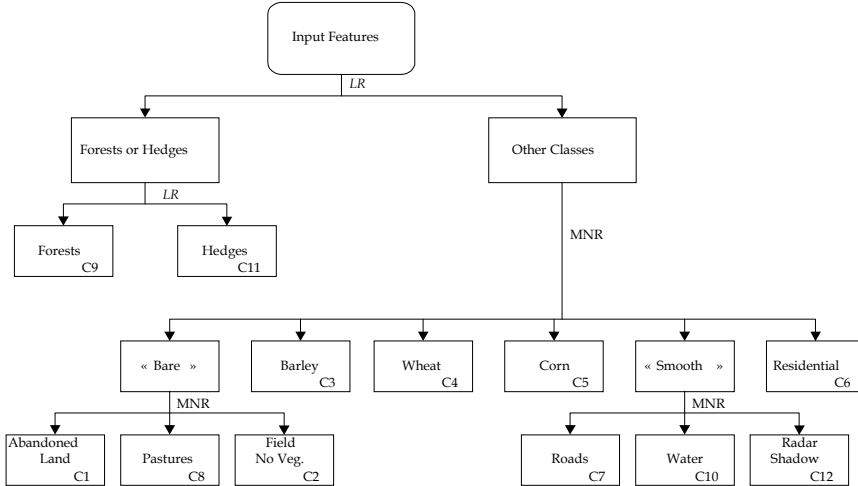 Input Features
LR
Forests or Hedges
Other Classes
LR
MNR
Forests
C9
Hedges
C11
« Bare »
Barley
C3
Wheat
C4
Corn
C5
« Smooth »
Residential
C6
MNR
MNR
Abandoned
Land
C1
Pastures
C8
Field
No Veg.
C2
Roads
C7
Water
C10
Radar
Shadow
C12